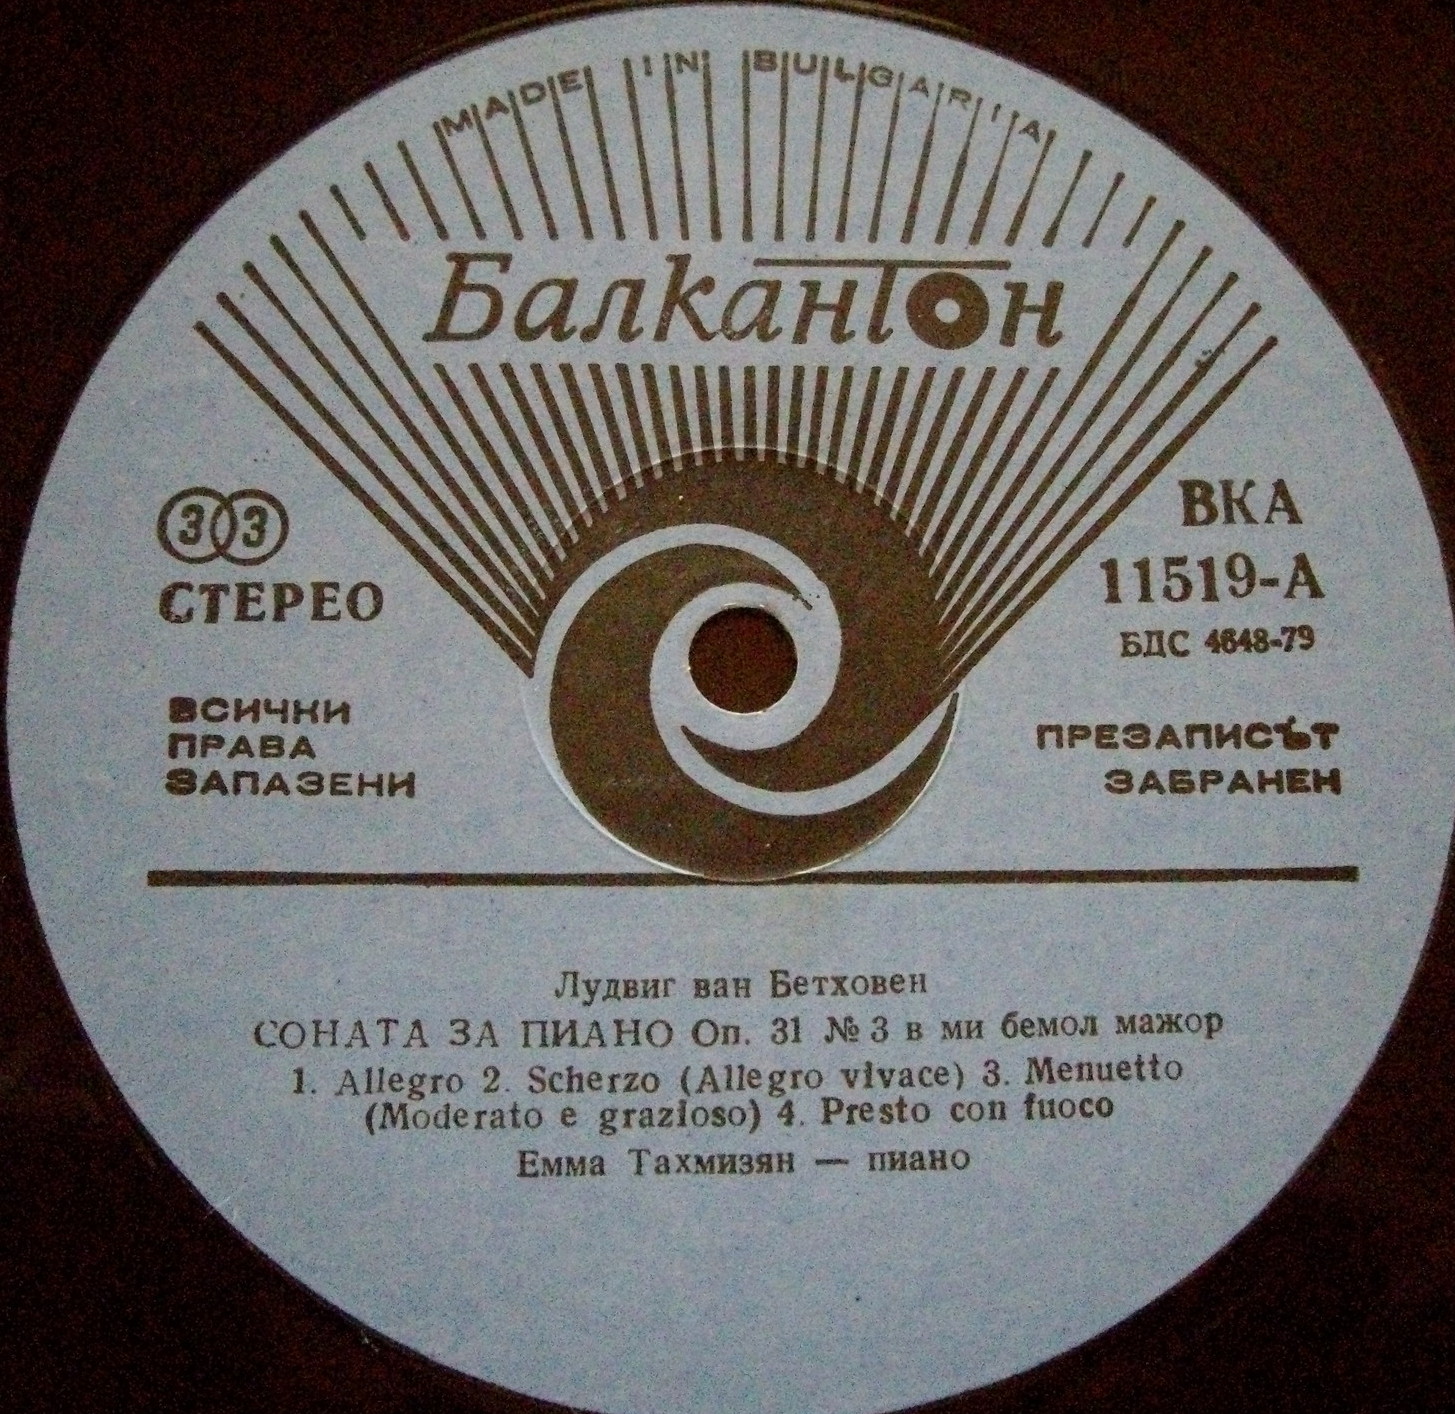 MADE IN BULGARIA
Балкантон
33
СТЕРЕО
ВСИЧКИ
ПРАВА
ЗАПАЗЕНИ
ВКА
11519-А
БДС 4648-79
ПРЕЗАПИСЪТ
ЗАБРАНЕН
Лудвиг ван Бетховен
СОНАТА ЗА ПИАНО Оп. 31 № 3 в ми бемол мажор
1. Allegro 2. Scherzo (Allegro vivace) 3. Menuetto
(Moderato e grazioso) 4. Presto con fuoco
Емма Тахмизян — пиано